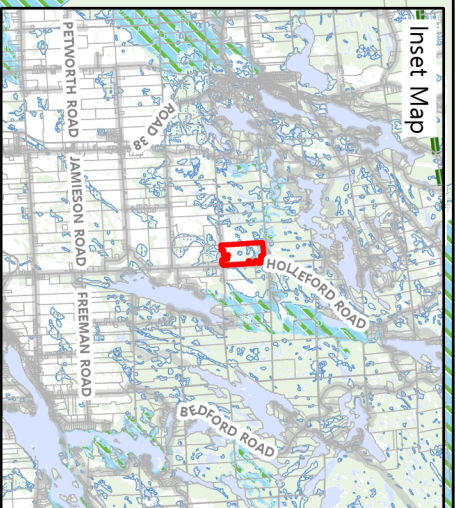 Inset Map
PETWORTH ROAD
ROAD 38
JAMIESON ROAD
HOLLEFORD ROAD
FREEMAN ROAD
BEDFORD ROAD